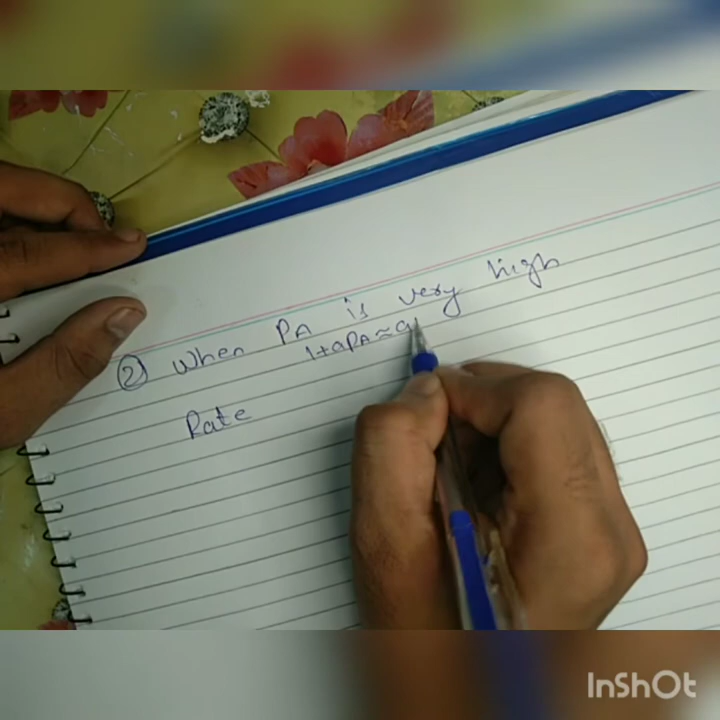 ② When PA is very high
1+aPA≈a
Rate
InShOt